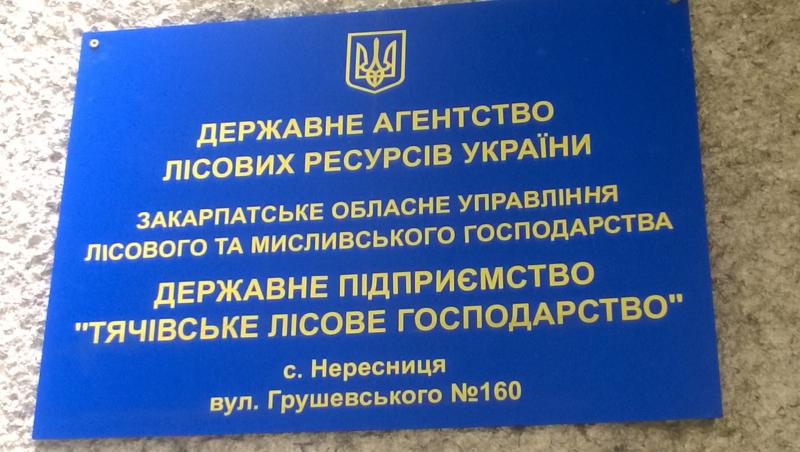 ДЕРЖАВНЕ АГЕНТСТВО
ЛІСОВИХ РЕСУРСІВ УКРАЇНИ
ЗАКАРПАТСЬКЕ ОБЛАСНЕ УПРАВЛІННЯ
ЛІСОВОГО ТА МИСЛИВСЬКОГО ГОСПОДАРСТВА
ДЕРЖАВНЕ ПІДПРИЄМСТВО
"ТЯЧІВСЬКЕ ЛІСОВЕ ГОСПОДАРСТВО"
с. Нересниця
вул. Грушевського №160